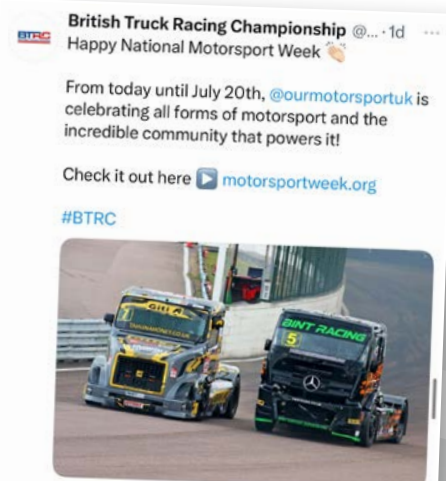 BTRC
British Truck Racing Championship @... · 1d ...
Happy National Motorsport Week 👏🏻
From today until July 20th, @ourmotorsportuk is
celebrating all forms of motorsport and the
incredible community that powers it!
Check it out here ▶️ motorsportweek.org
#BTRC
Giti
1
BINT RACING
5